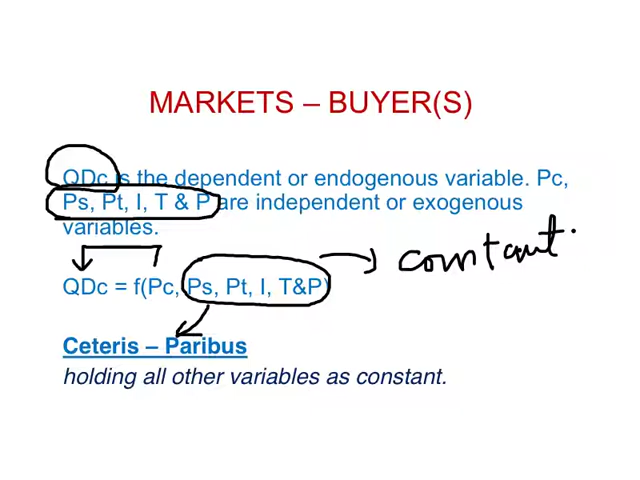 MARKETS – BUYER(S)
QDc is the dependent or endogenous variable. Pc,
Ps, Pt, I, T & P are independent or exogenous
variables.
QDc = f(Pc, Ps, Pt, I, T&P)
constant.
Ceteris – Paribus
holding all other variables as constant.